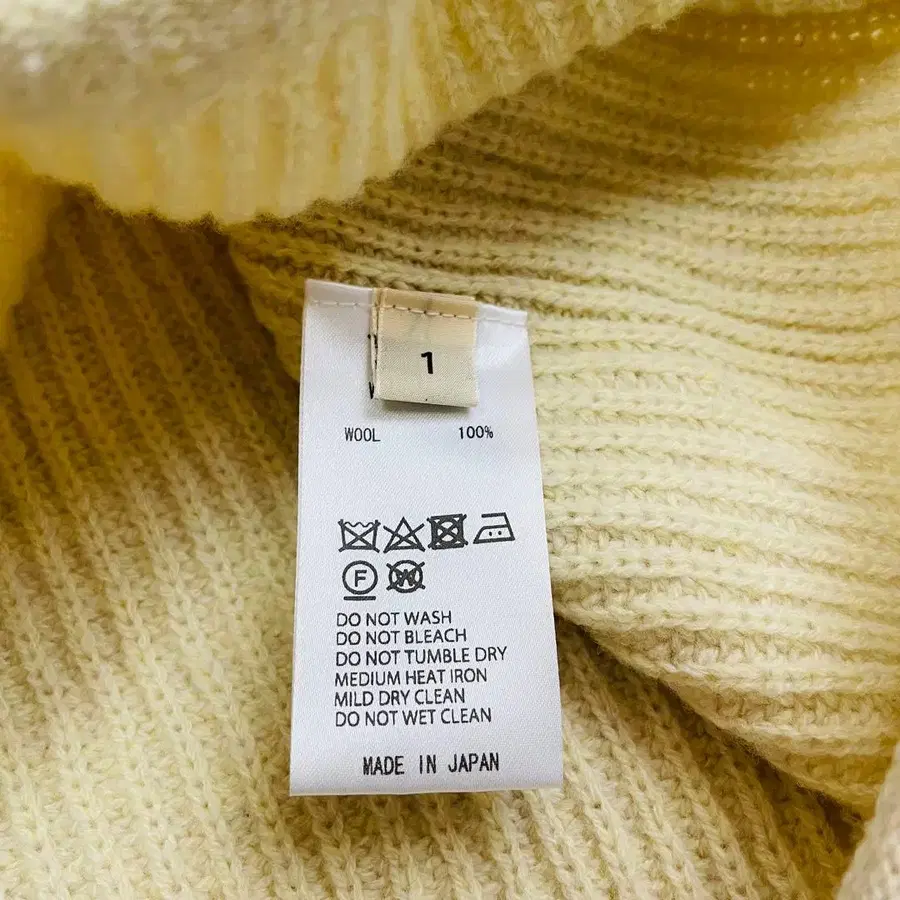 1
WOOL 100%
F W
DO NOT WASH
DO NOT BLEACH
DO NOT TUMBLE DRY
MEDIUM HEAT IRON
MILD DRY CLEAN
DO NOT WET CLEAN
MADE IN JAPAN